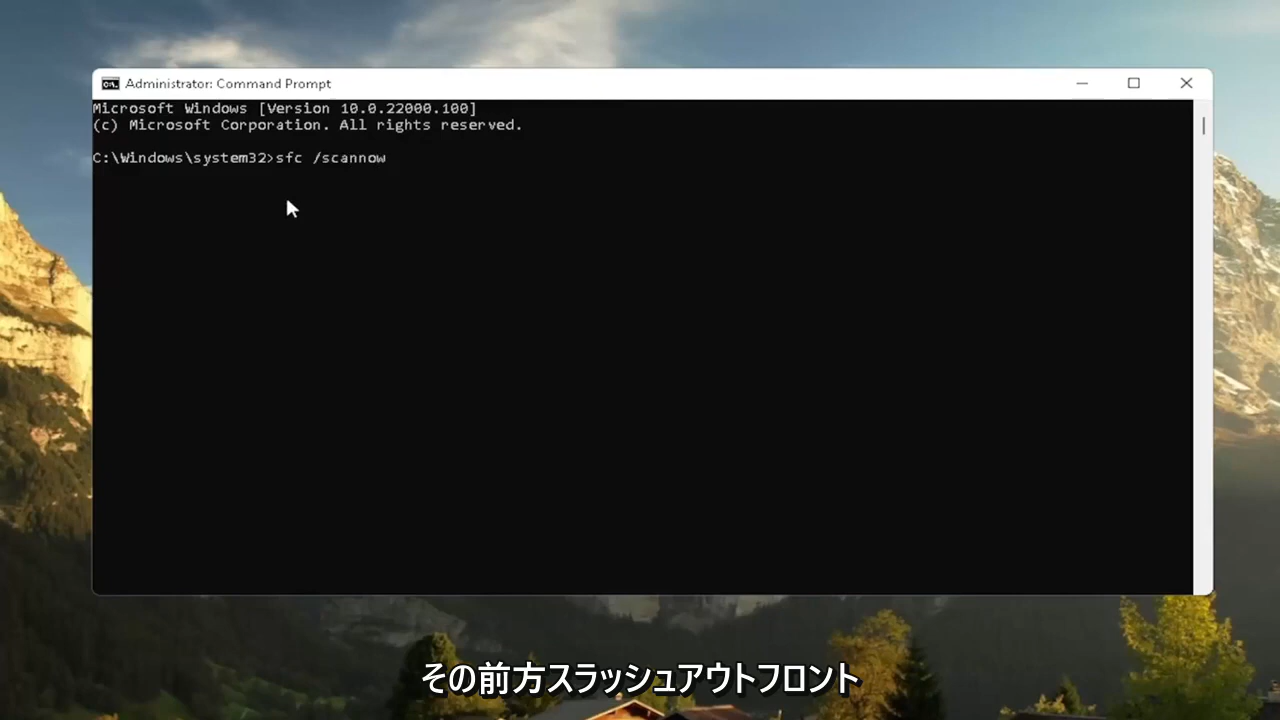 Administrator: Command Prompt
Microsoft Windows [Version 10.0.22000.100]
(c) Microsoft Corporation. All rights reserved.
C:\Windows\system32>sfc /scannow
その前方スラッシュアウトフロント